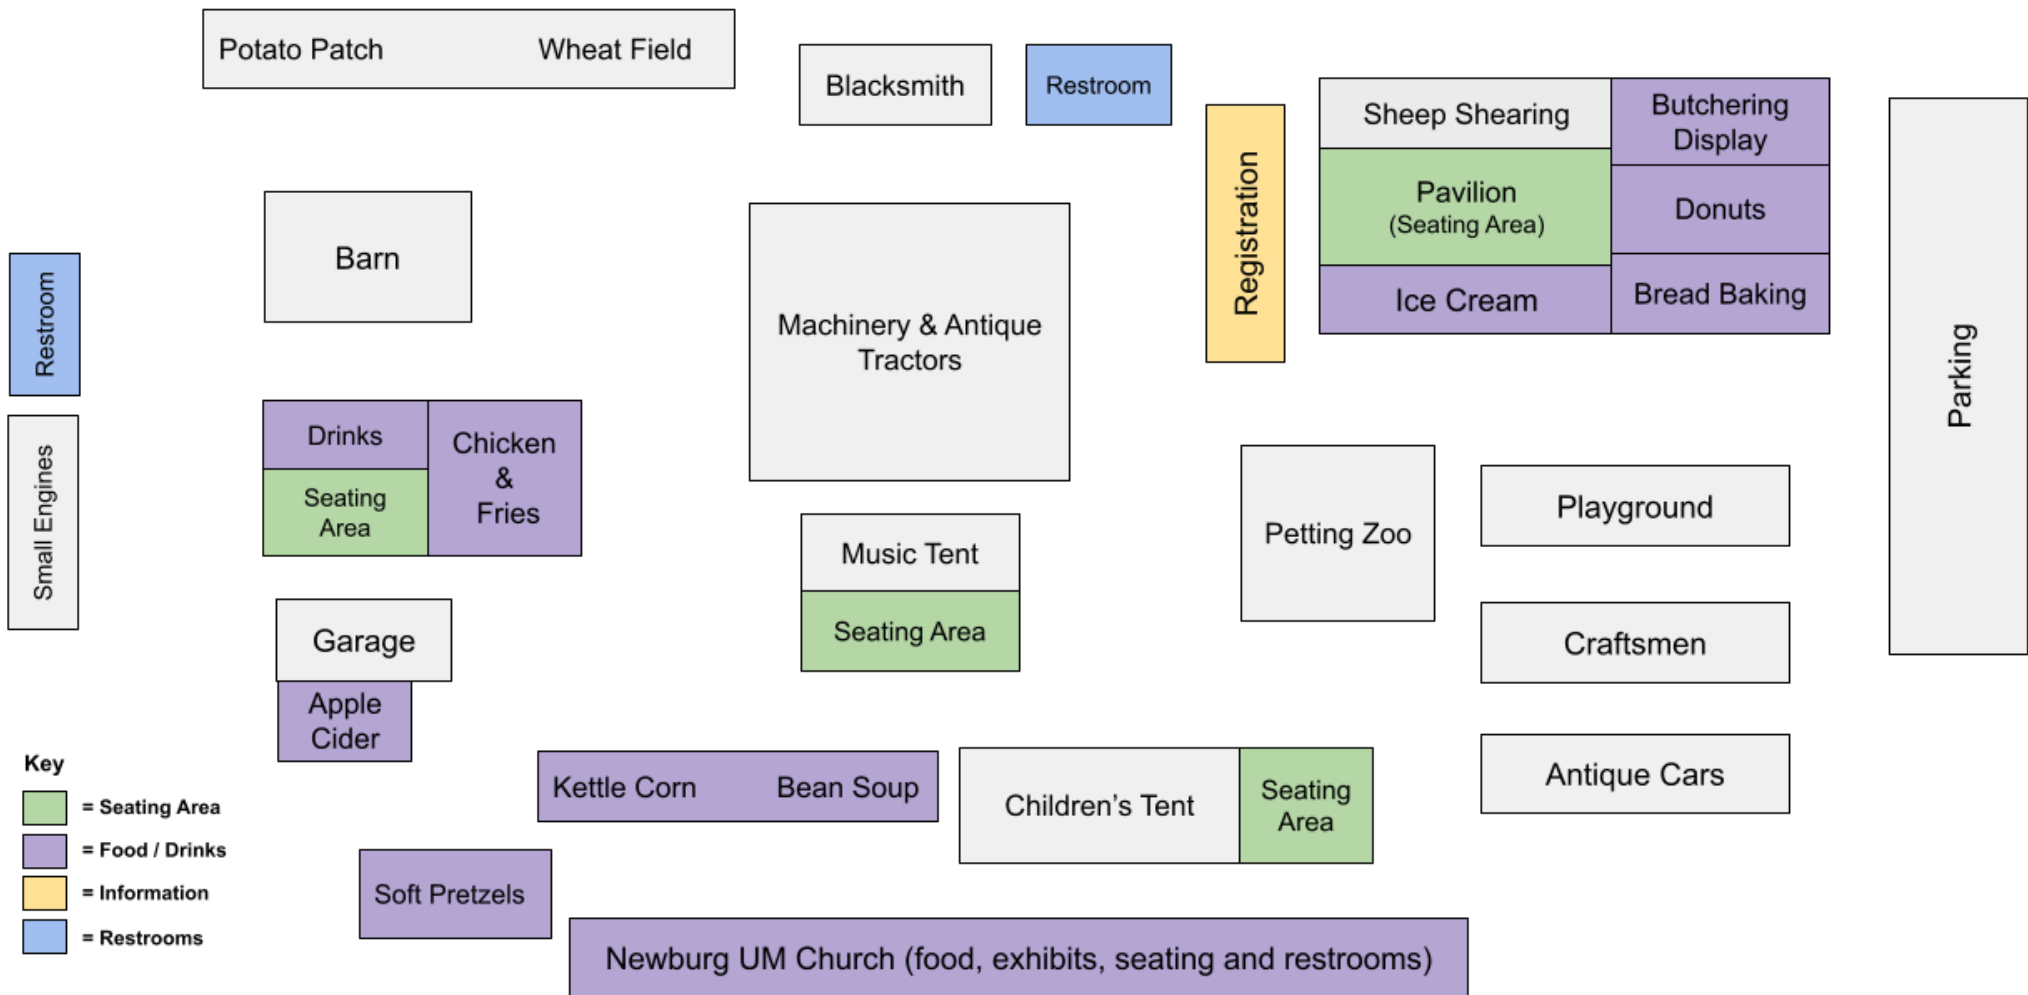 Potato Patch
Wheat Field
Blacksmith
Restroom
Registration
Sheep Shearing
Pavilion
(Seating Area)
Ice Cream
Butchering
Display
Donuts
Bread Baking
Parking
Barn
Restroom
Machinery & Antique
Tractors
Small Engines
Drinks
Seating
Area
Chicken
&
Fries
Music Tent
Seating Area
Petting Zoo
Playground
Craftsmen
Antique Cars
Garage
Apple
Cider
Kettle Corn
Bean Soup
Children’s Tent
Seating
Area
Soft Pretzels
Newburg UM Church (food, exhibits, seating and restrooms)
Key
= Seating Area
= Food / Drinks
= Information
= Restrooms